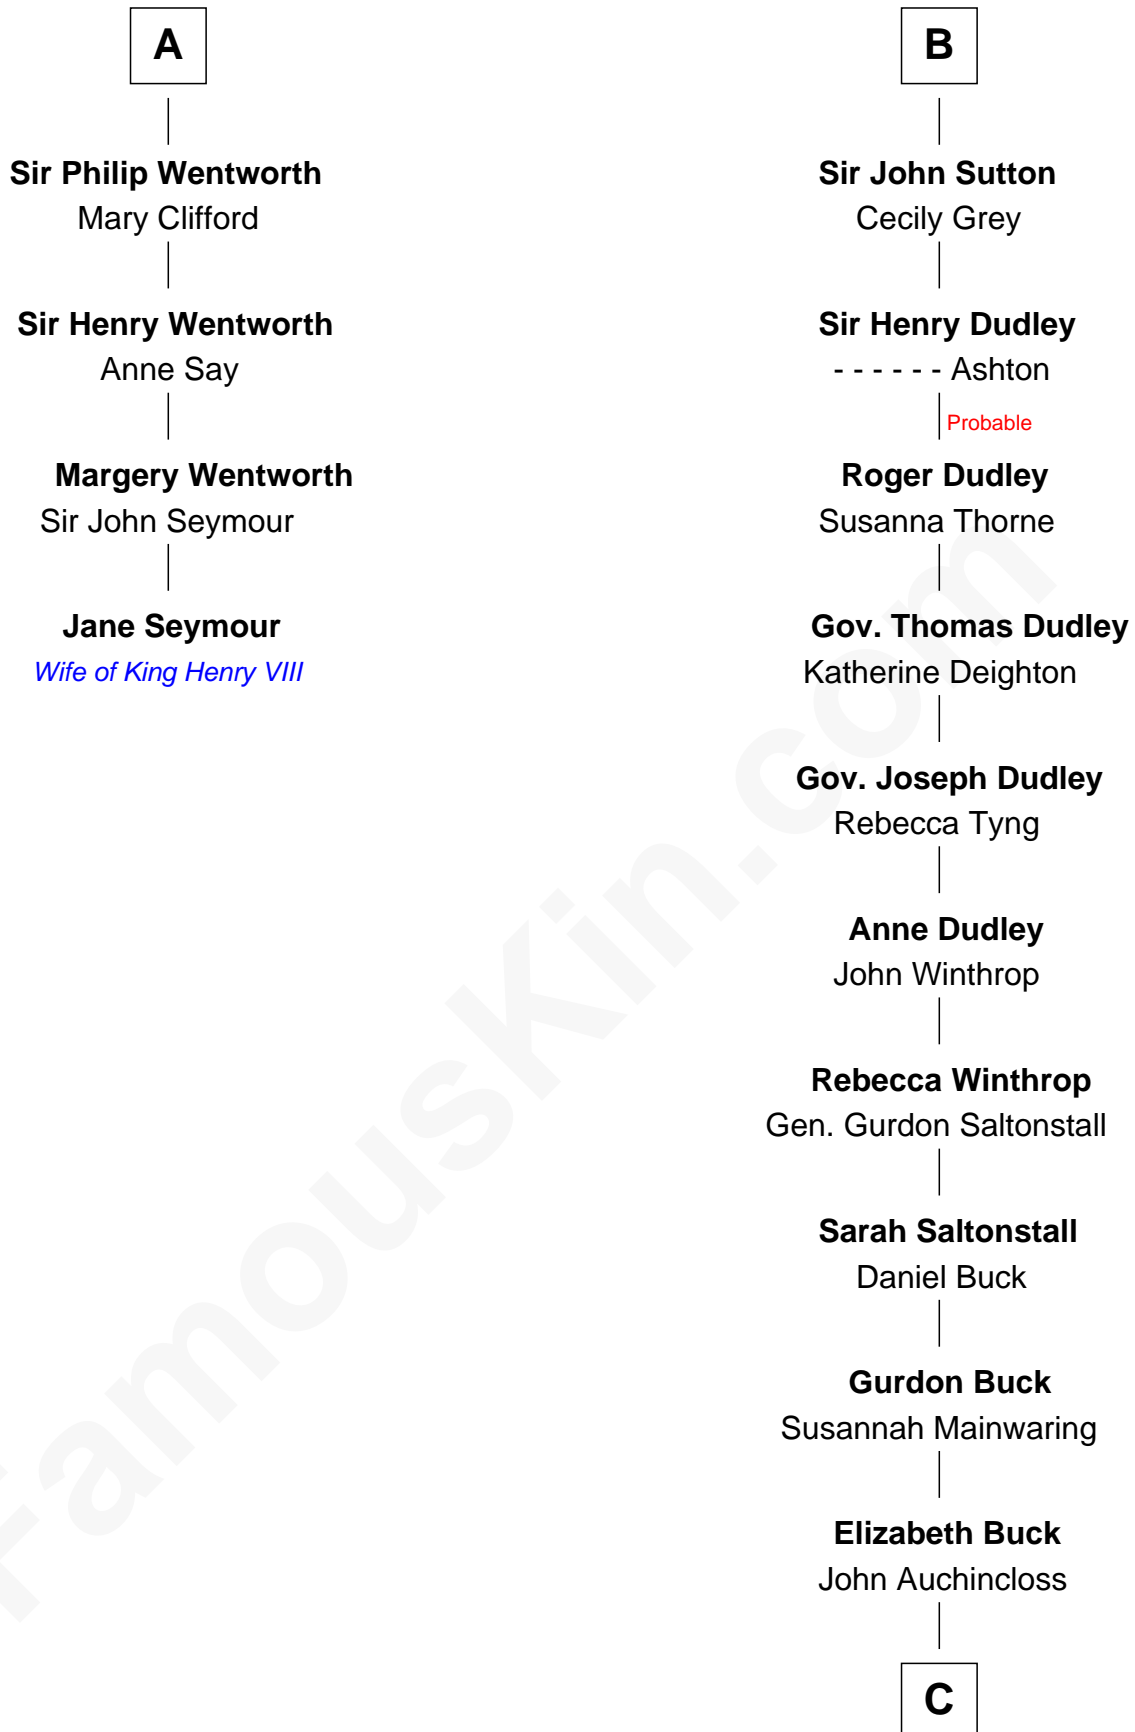 A
Sir Philip Wentworth
Mary Clifford
Sir Henry Wentworth
Anne Say
Margery Wentworth
Sir John Seymour
Jane Seymour
Wife of King Henry VIII
B
Sir John Sutton
Cecily Grey
Sir Henry Dudley
- - - - - - Ashton
Probable
Roger Dudley
Susanna Thorne
Gov. Thomas Dudley
Katherine Deighton
Gov. Joseph Dudley
Rebecca Tyng
Anne Dudley
John Winthrop
Rebecca Winthrop
Gen. Gurdon Saltonstall
Sarah Saltonstall
Daniel Buck
Gurdon Buck
Susannah Mainwaring
Elizabeth Buck
John Auchincloss
C
FamousKin.com